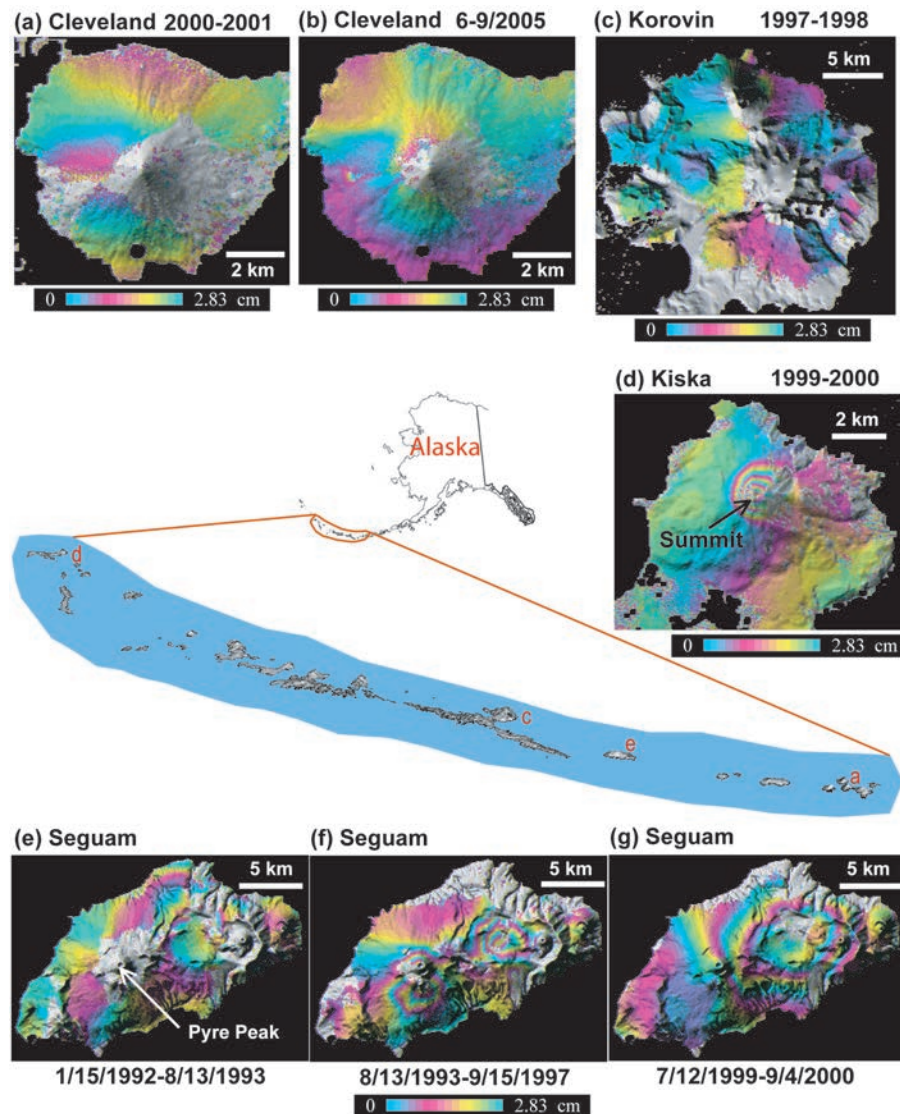 (a) Cleveland 2000-2001
(b) Cleveland 6-9/2005
(c) Korovin 1997-1998
5 km
2 km
2 km
0 2.83 cm
0 2.83 cm
0 2.83 cm
(d) Kiska 1999-2000
2 km
Summit
0 2.83 cm
Alaska
d
c
e
a
(e) Seguam
(f) Seguam
(g) Seguam
5 km
5 km
5 km
Pyre Peak
1/15/1992-8/13/1993
8/13/1993-9/15/1997
7/12/1999-9/4/2000
0 2.83 cm